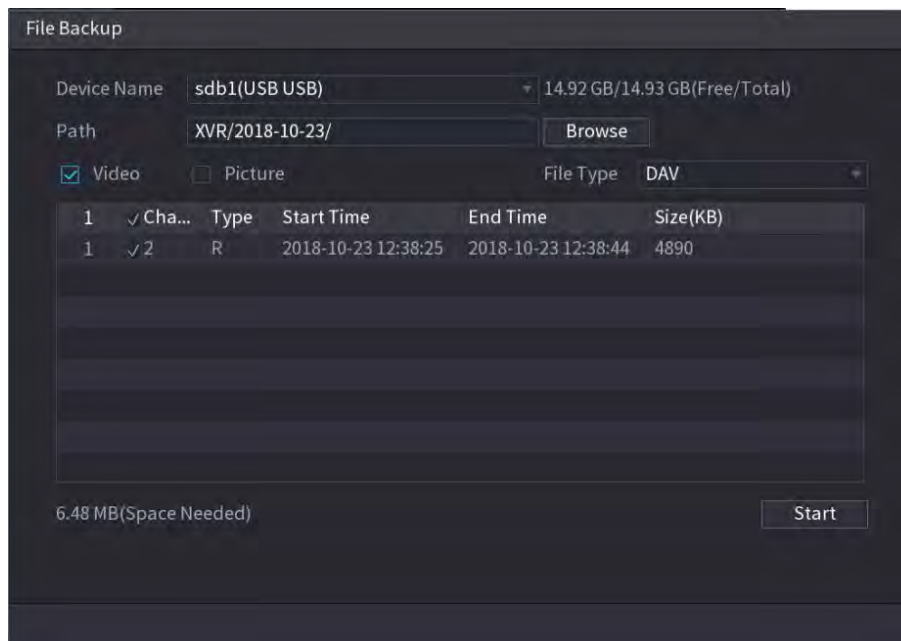 File Backup
Device Name sdb1(USB USB) 14.92 GB/14.93 GB(Free/Total)
Path XVR/2018-10-23/ Browse
Video Picture File Type DAV
1 Cha... Type Start Time End Time Size(KB)
1 2 R 2018-10-23 12:38:25 2018-10-23 12:38:44 4890
6.48 MB(Space Needed) Start